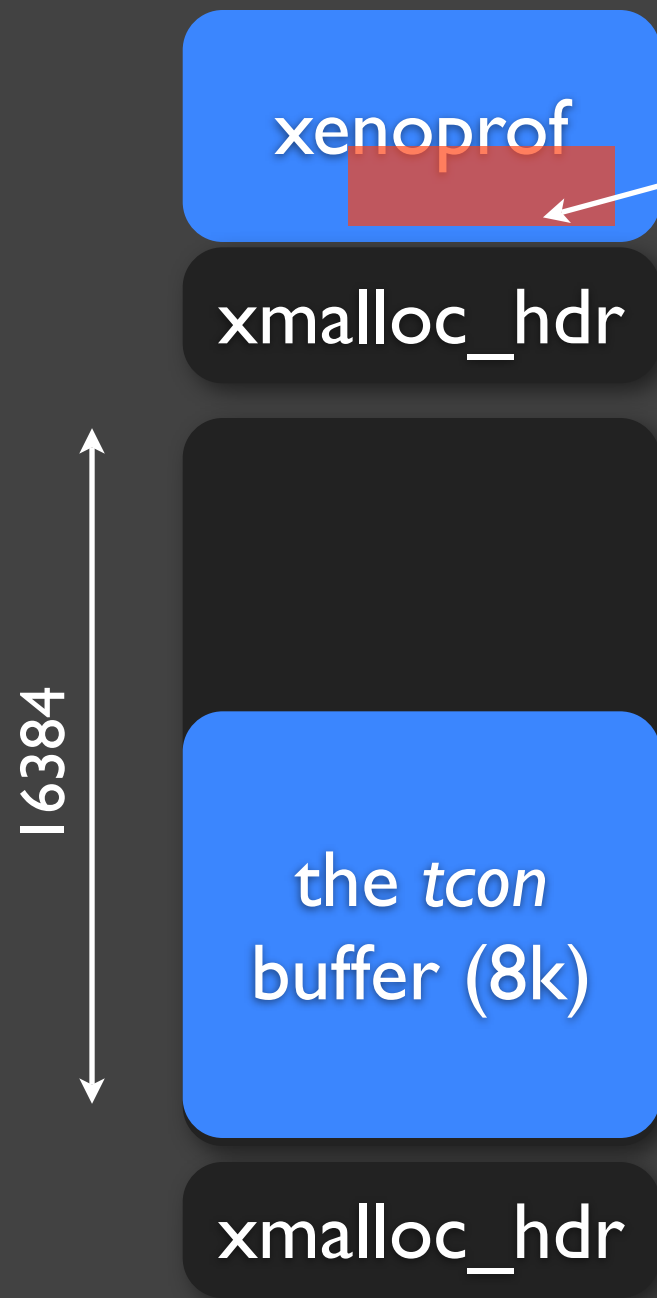 xenoprof
xmalloc_hdr
16384
the tcon
buffer (8k)
xmalloc_hdr